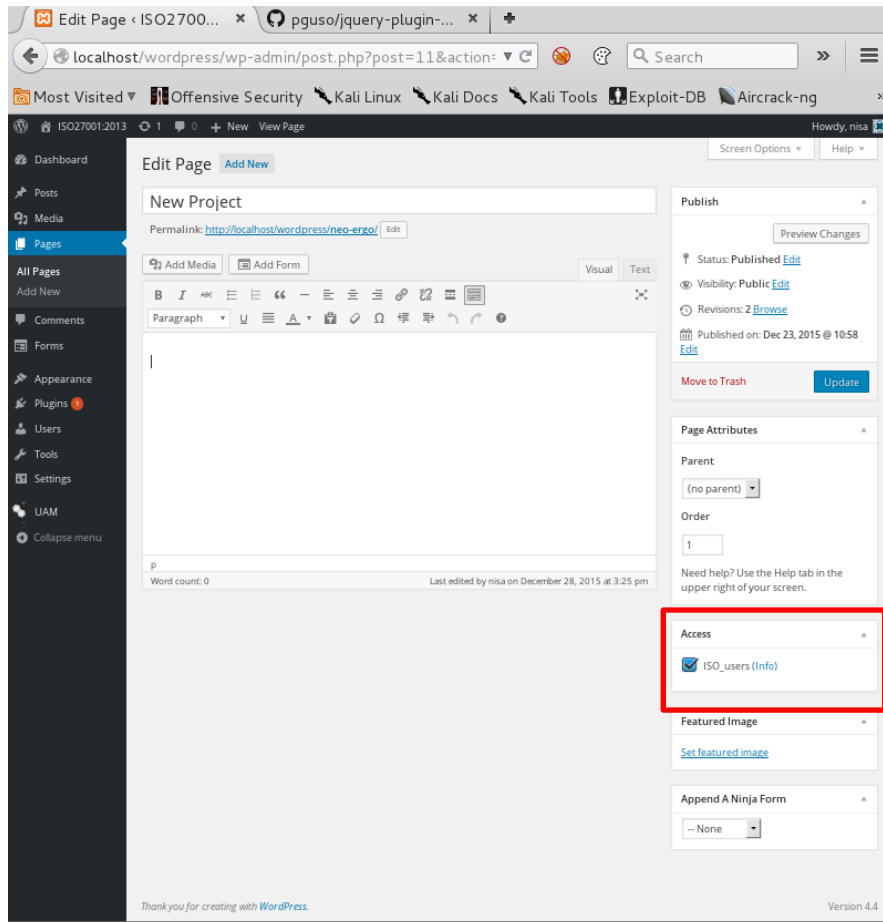 Edit Page ‹ ISO2700... × pguso/jquery-plugin-... ×
localhost/wordpress/wp-admin/post.php?post=11&action= Search »
Most Visited Offensive Security Kali Linux Kali Docs Kali Tools Exploit-DB Aircrack-ng »
ISO27001:2013 1 0 + New View Page Howdy, nisa
Screen Options Help
Dashboard
Posts
Media
Pages
All Pages
Add New
Comments
Forms
Appearance
Plugins 1
Users
Tools
Settings
UAM
Collapse menu
Edit Page Add New
New Project
Permalink: http://localhost/wordpress/neo-ergo/ Edit
Add Media Add Form Visual Text
B I ABC “ —
Paragraph U A Ω
p
Word count: 0 Last edited by nisa on December 28, 2015 at 3:25 pm
Publish
Preview Changes
Status: Published Edit
Visibility: Public Edit
Revisions: 2 Browse
Published on: Dec 23, 2015 @ 10:58
Edit
Move to Trash Update
Page Attributes
Parent
(no parent)
Order
1
Need help? Use the Help tab in the
upper right of your screen.
Access
ISO_users (Info)
Featured Image
Set featured image
Append A Ninja Form
-- None
Thank you for creating with WordPress. Version 4.4